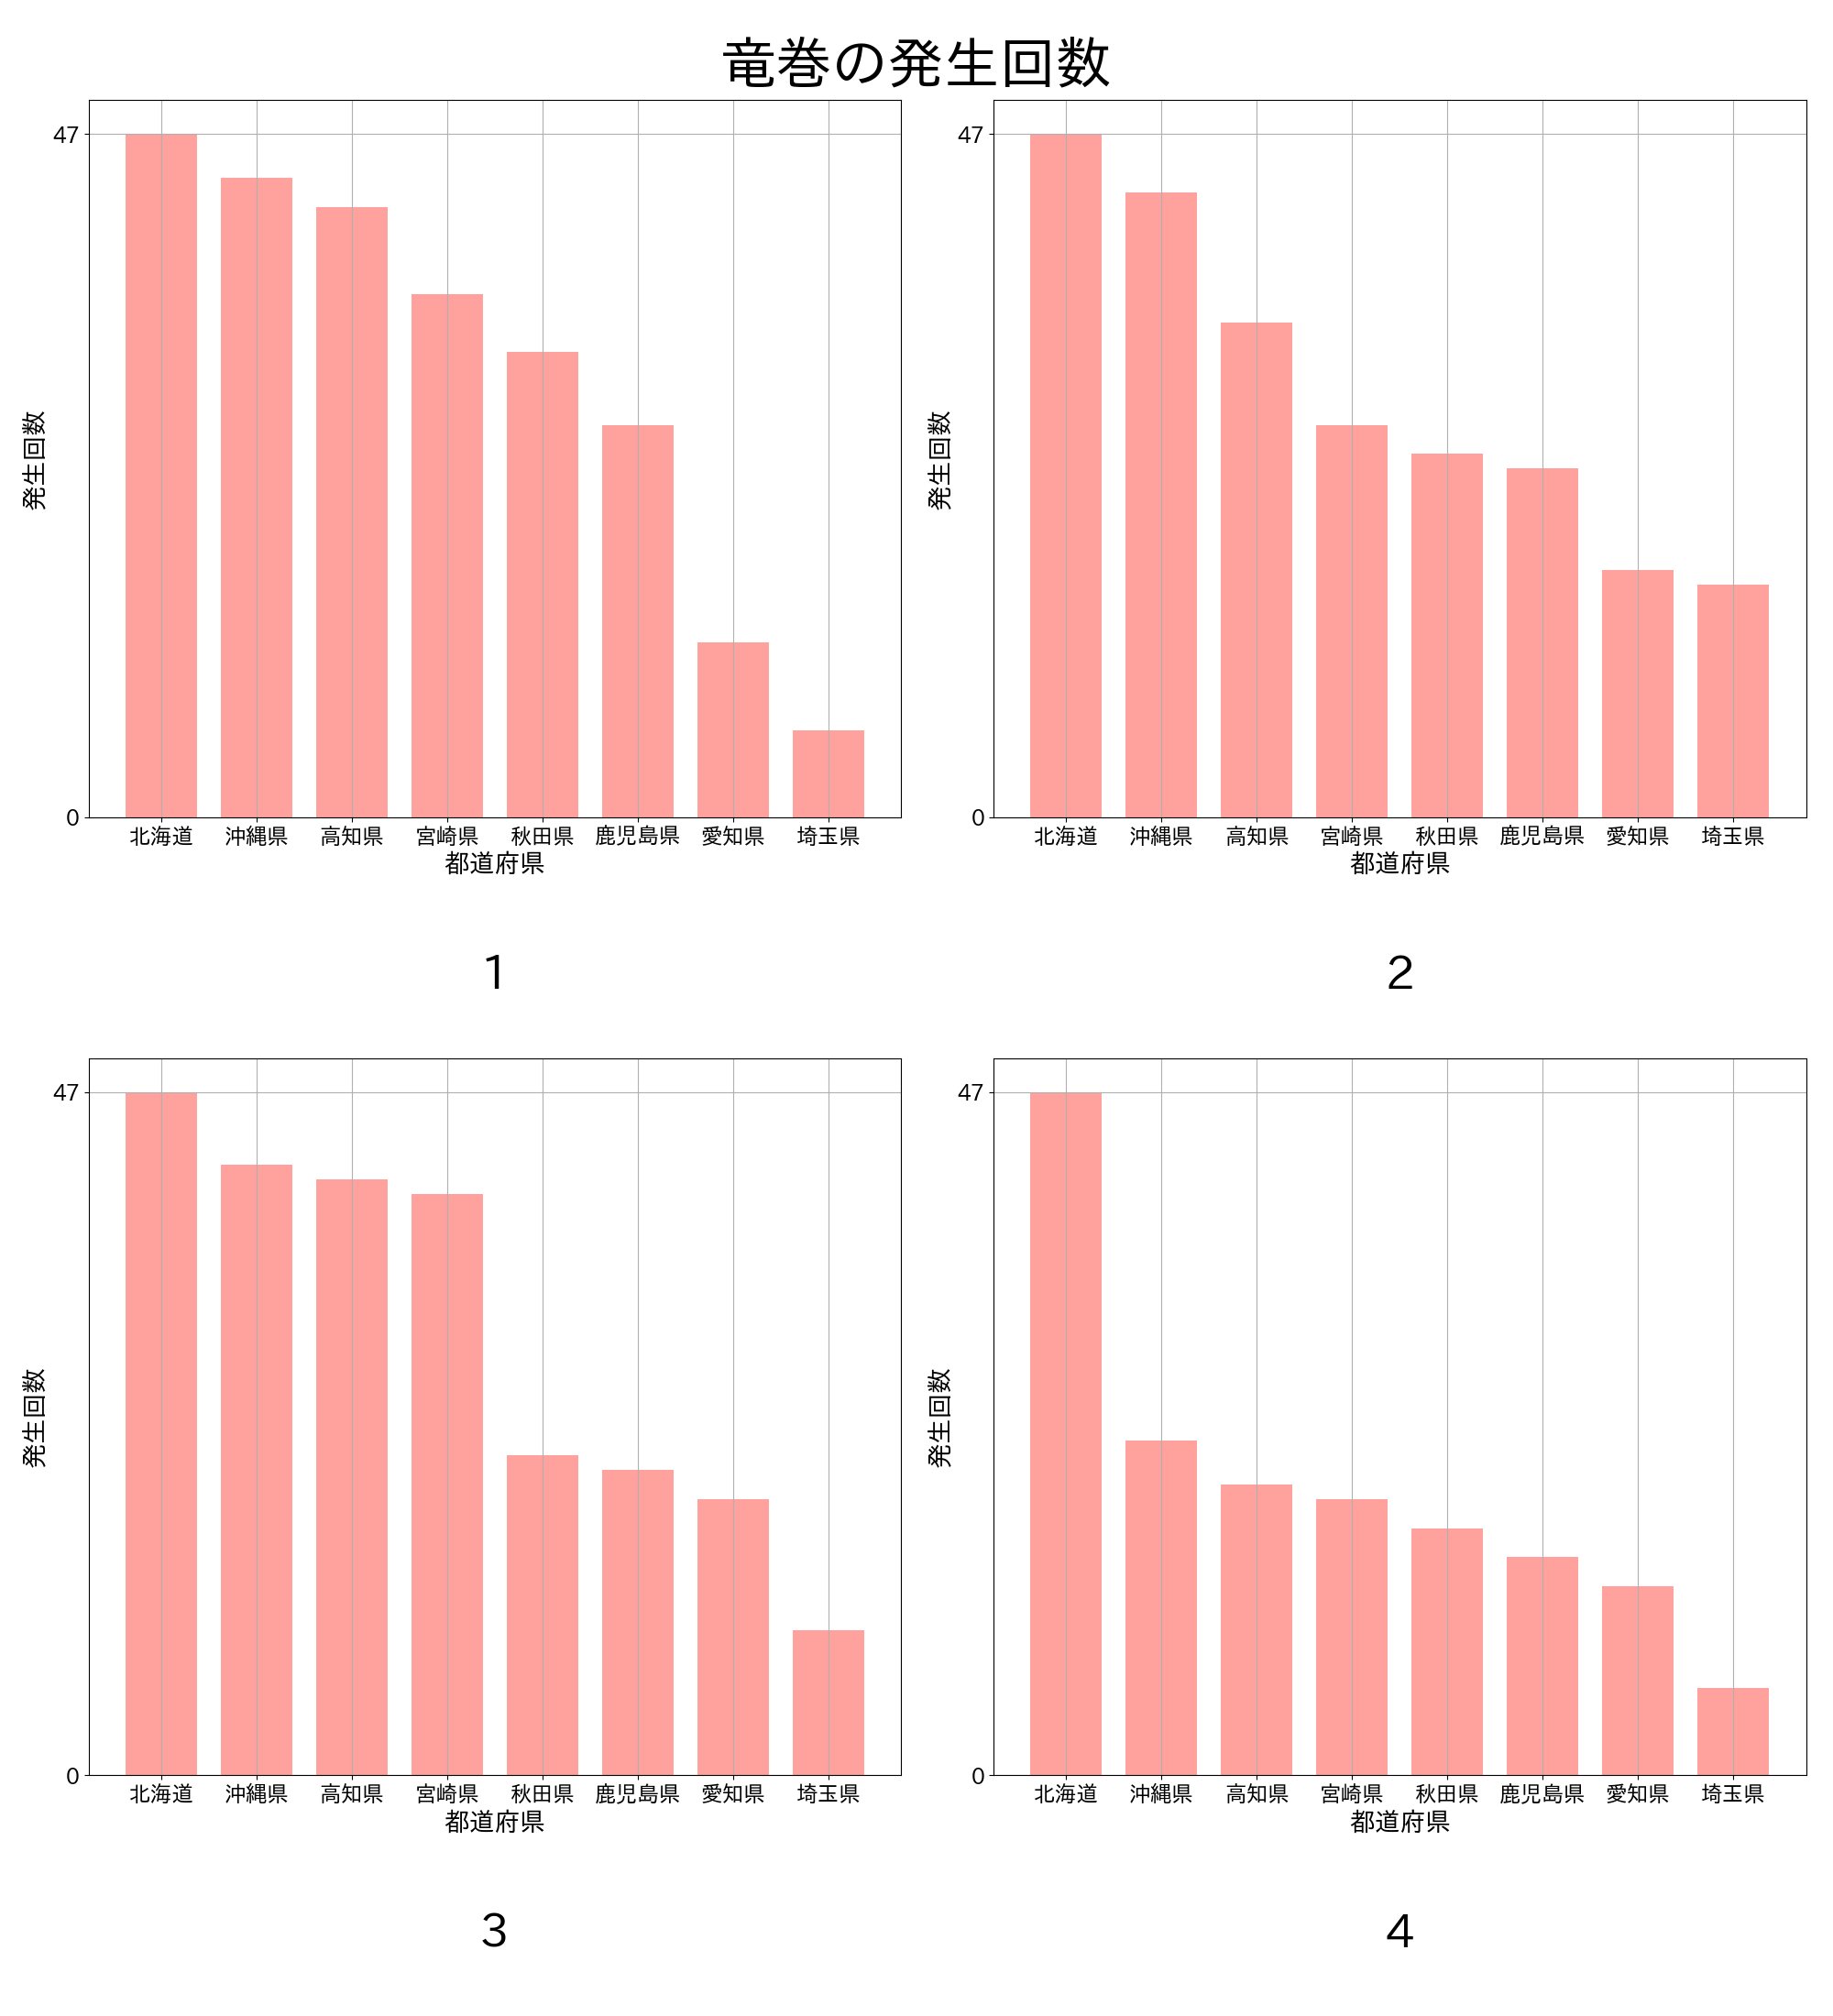 竜巻の発生回数
47
0
発生回数
北海道 沖縄県 高知県 宮崎県 秋田県 鹿児島県 愛知県 埼玉県
都道府県
1
47
0
発生回数
北海道 沖縄県 高知県 宮崎県 秋田県 鹿児島県 愛知県 埼玉県
都道府県
2
47
0
発生回数
北海道 沖縄県 高知県 宮崎県 秋田県 鹿児島県 愛知県 埼玉県
都道府県
3
47
0
発生回数
北海道 沖縄県 高知県 宮崎県 秋田県 鹿児島県 愛知県 埼玉県
都道府県
4